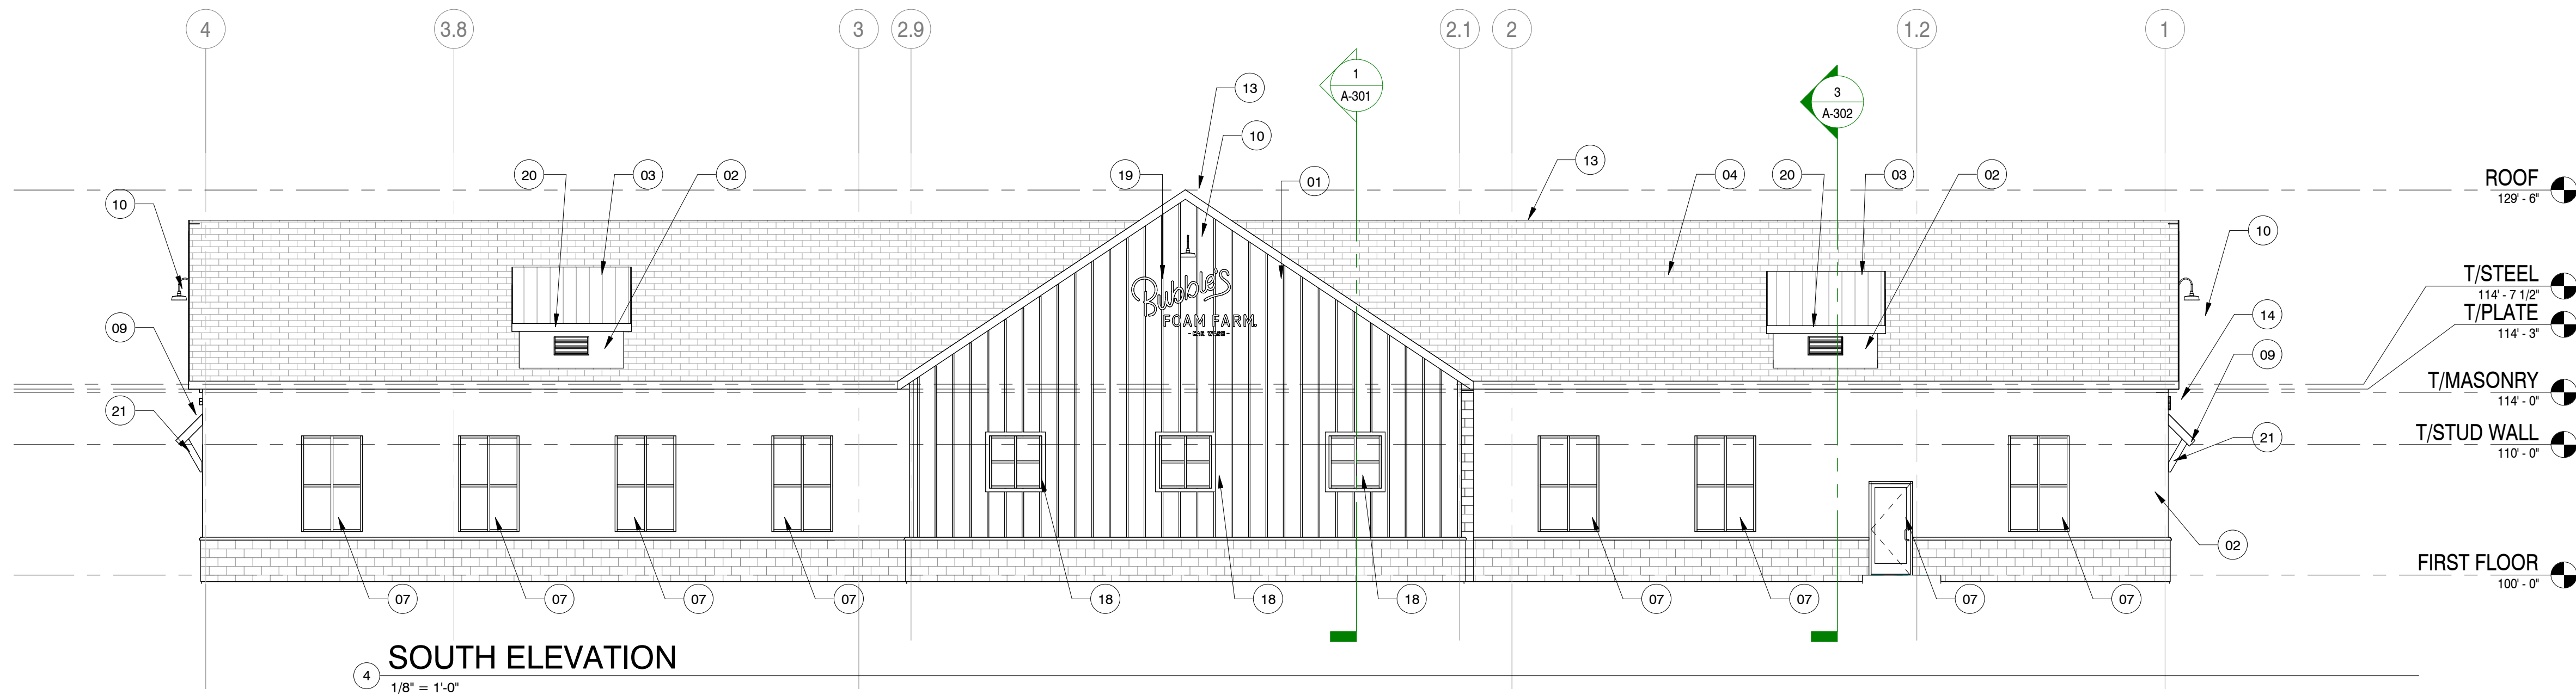 4
3.8
3
2.9
2.1
2
1.2
1
1
A-301
3
A-302
13
10
13
20
03
02
19
01
04
20
03
02
10
10
09
21
14
09
21
02
Bubble's
FOAM FARM.
- CAR WASH -
ROOF
129' - 6"
T/STEEL
114' - 7 1/2"
T/PLATE
114' - 3"
T/MASONRY
114' - 0"
T/STUD WALL
110' - 0"
FIRST FLOOR
100' - 0"
07
07
07
07
18
18
18
07
07
07
07
4
SOUTH ELEVATION
1/8" = 1'-0"